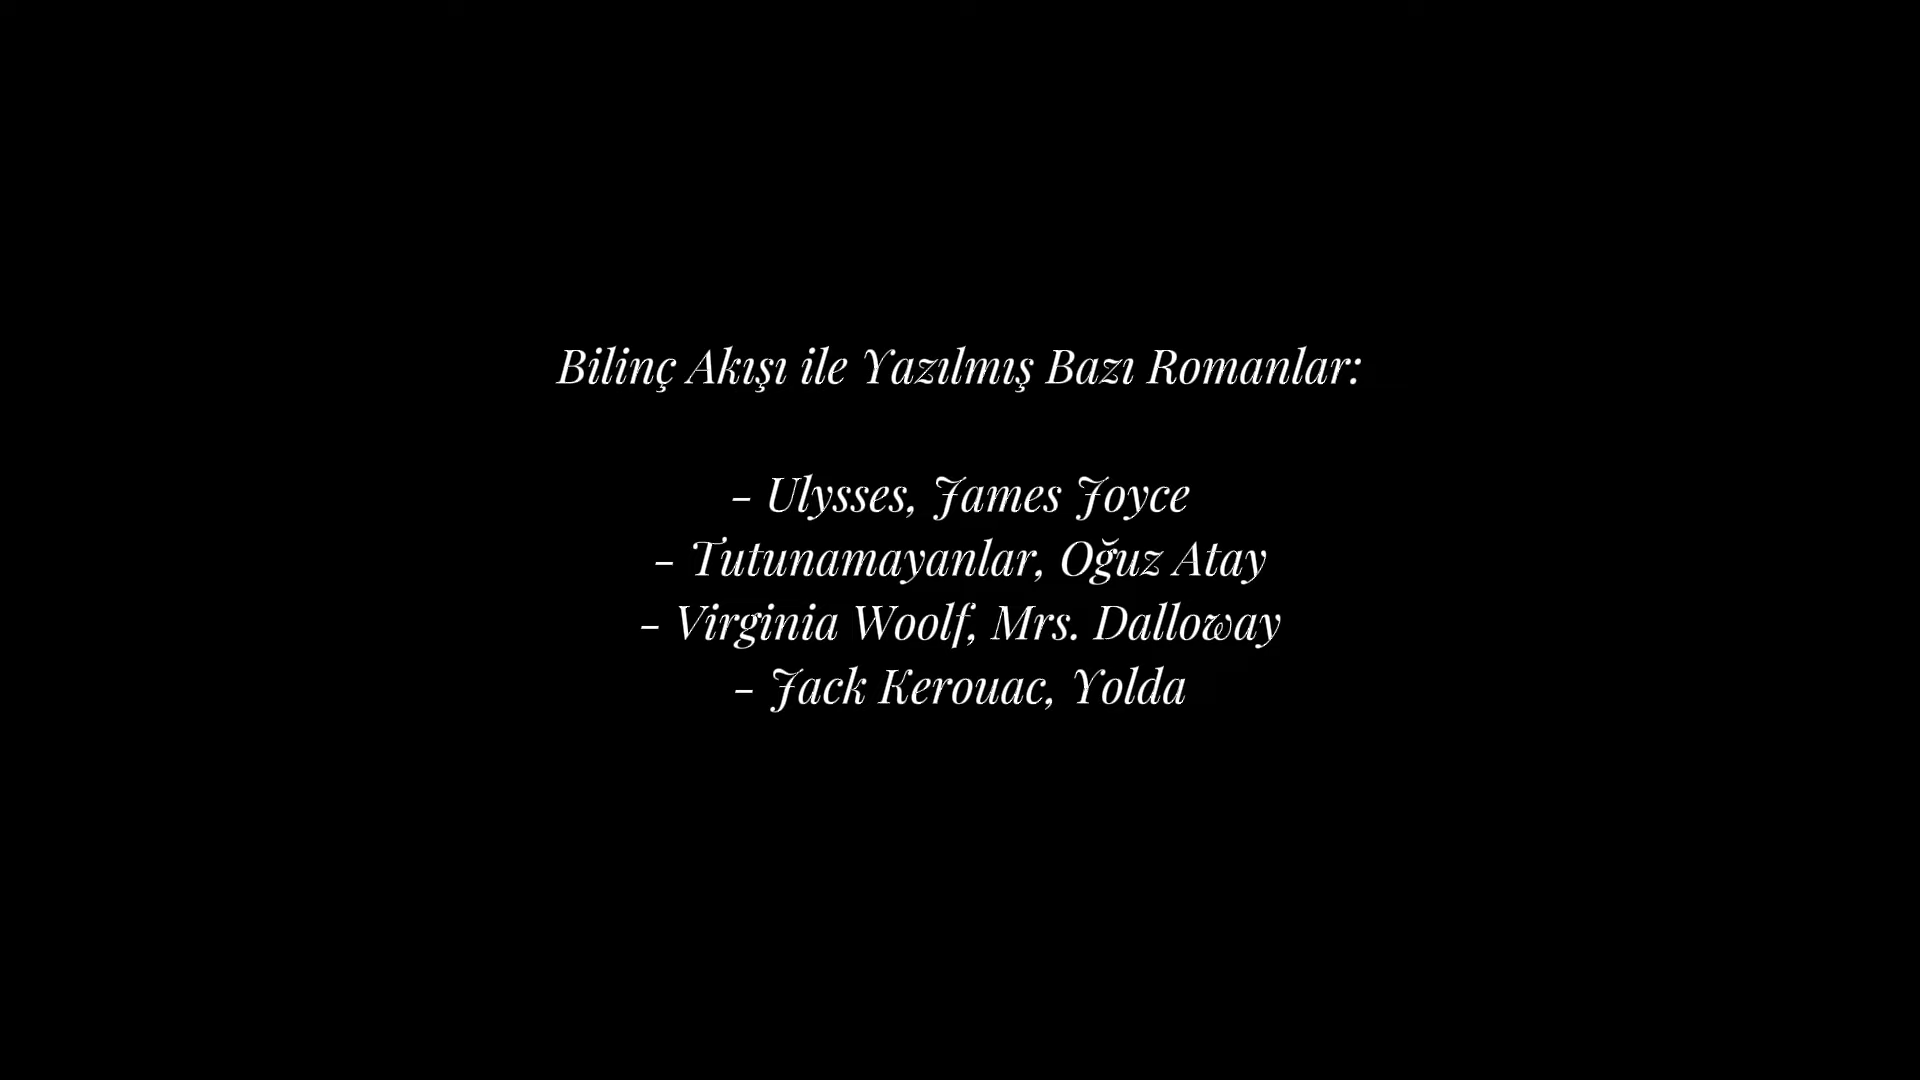 Bilinç Akışı ile Yazılmış Bazı Romanlar:
- Ulysses, James Joyce
- Tutunamayanlar, Oğuz Atay
- Virginia Woolf, Mrs. Dalloway
- Jack Kerouac, Yolda